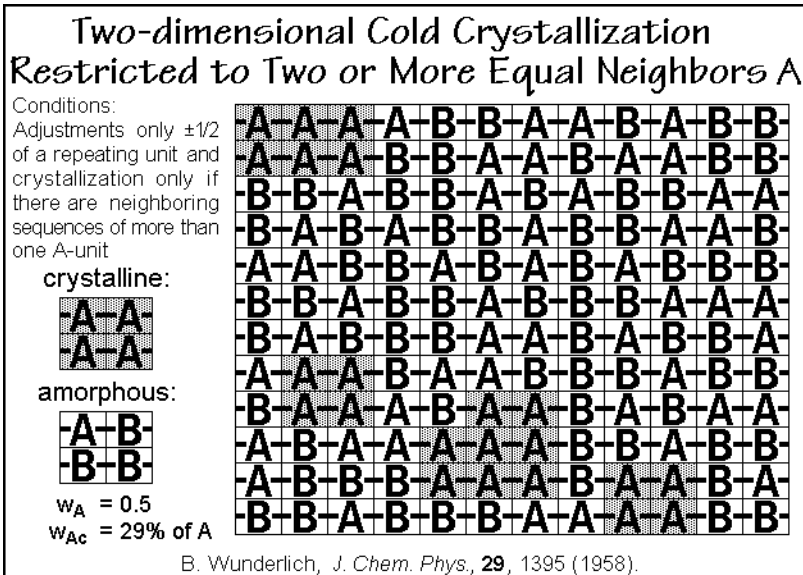 Two-dimensional Cold Crystallization
Restricted to Two or More Equal Neighbors A
Conditions:
Adjustments only ±1/2
of a repeating unit and
crystallization only if
there are neighboring
sequences of more than
one A-unit
crystalline:
-A-A-
-A-A-
amorphous:
-A-B-
-B-B-
wA = 0.5
wAc = 29% of A
-A-A-A-A-B-B-A-A-B-A-B-B-
-A-A-A-B-B-A-A-B-A-A-B-B-
-B-B-A-B-B-A-B-A-B-B-A-A-
-B-A-B-A-B-A-B-B-B-A-A-B-
-A-A-B-B-A-B-A-B-A-B-B-B-
-B-B-A-B-B-A-B-B-B-A-A-A-
-B-A-B-B-B-A-A-B-A-B-B-A-
-A-A-A-B-A-A-B-B-B-A-B-B-
-B-A-A-A-B-A-A-B-A-B-A-A-
-A-B-A-A-A-A-A-B-B-A-B-B-
-A-B-B-B-A-A-A-B-A-A-B-A-
-B-B-A-B-B-B-A-A-A-A-B-B-
B. Wunderlich, J. Chem. Phys., 29, 1395 (1958).